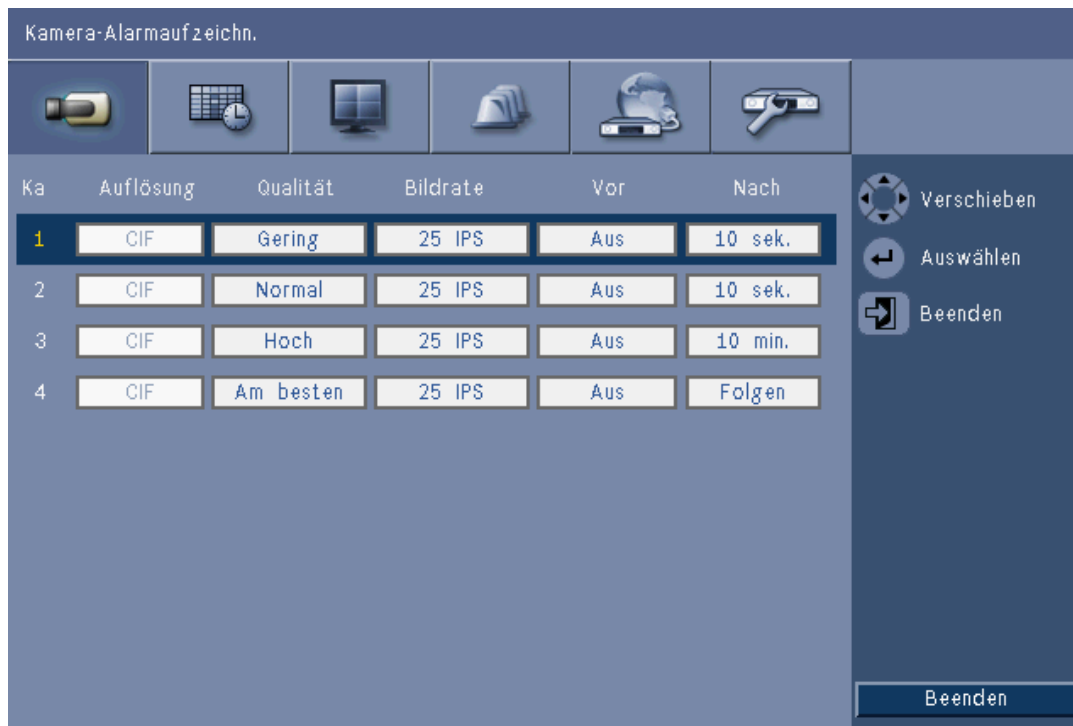 Kamera-Alarmaufzeichn.
Ka Auflösung Qualität Bildrate Vor Nach
1 CIF Gering 25 IPS Aus 10 sek.
2 CIF Normal 25 IPS Aus 10 sek.
3 CIF Hoch 25 IPS Aus 10 min.
4 CIF Am besten 25 IPS Aus Folgen
Verschieben
Auswählen
Beenden
Beenden